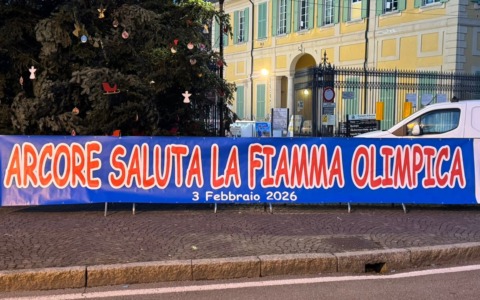 ARCORE SALUTA LA FIAMMA OLIMPICA
3 Febbraio 2026